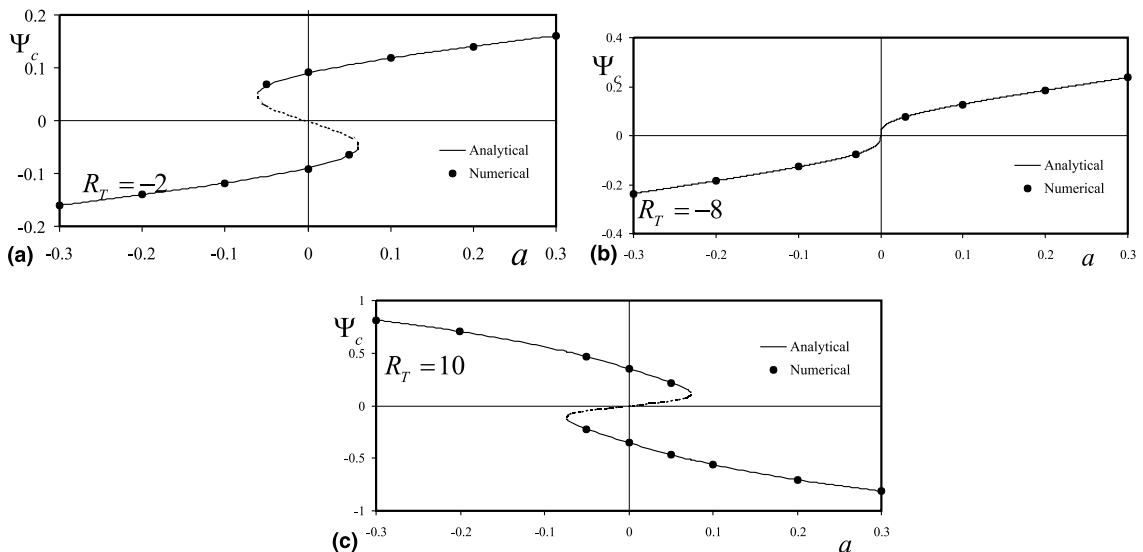 0.2
Ψc
0.1
0
-0.1
-0.2
-0.3
-0.2
-0.1
0
0.1
0.2
0.3
a
Analytical
Numerical
R_T = −2
(a)
0.4
Ψc
0.2
0
-0.2
-0.4
-0.3
-0.2
-0.1
0
0.1
0.2
0.3
a
Analytical
Numerical
R_T = −8
(b)
1
Ψc
0.5
0
-0.5
-1
-0.3
-0.2
-0.1
0
0.1
0.2
0.3
a
Analytical
Numerical
R_T = 10
(c)